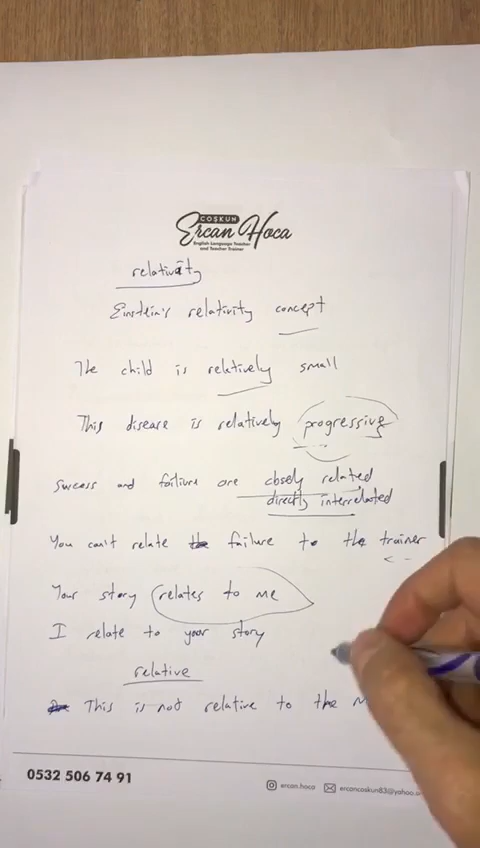 COŞKUN
Ercan Hoca
English Language Teacher
and Teacher Trainer
relativity
Einstein's relativity concept
The child is relatively small
This disease is relatively progressive
Success and failure are closely related
directly interrelated
You can't relate failure to the trainer
Your story relates to me
I relate to your story
relative
This is not relative to the
0532 506 74 91
ercan.hoca
ercancoskun83@yahoo.